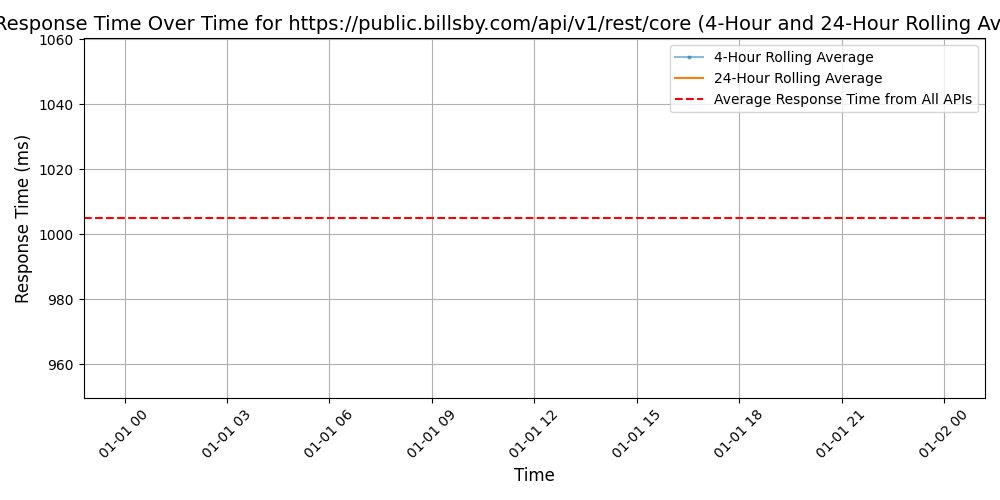 Response Time Over Time for https://public.billsby.com/api/v1/rest/core (4-Hour and 24-Hour Rolling Av
4-Hour Rolling Average
24-Hour Rolling Average
Average Response Time from All APIs
Response Time (ms)
1060
1040
1020
1000
980
960
01-01 00
01-01 03
01-01 06
01-01 09
01-01 12
01-01 15
01-01 18
01-01 21
01-02 00
Time